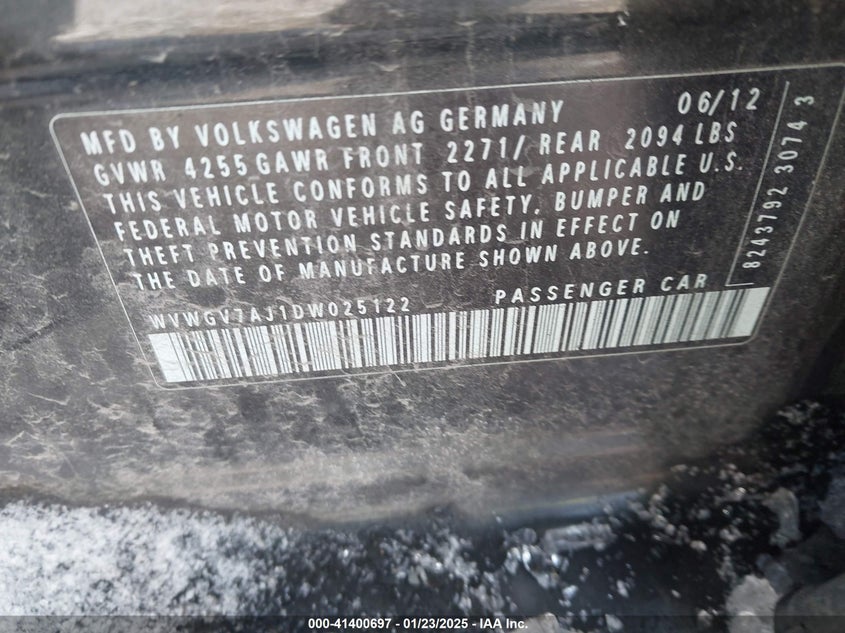 MFD BY VOLKSWAGEN AG GERMANY 06/12
GVWR 4255 GAWR FRONT 2271/ REAR 2094 LBS
THIS VEHICLE CONFORMS TO ALL APPLICABLE U.S.
FEDERAL MOTOR VEHICLE SAFETY, BUMPER AND
THEFT PREVENTION STANDARDS IN EFFECT ON
THE DATE OF MANUFACTURE SHOWN ABOVE.
WVWGV7AJ1DW025122 PASSENGER CAR
8243792 30743
000-41400697 - 01/23/2025 - IAA Inc.